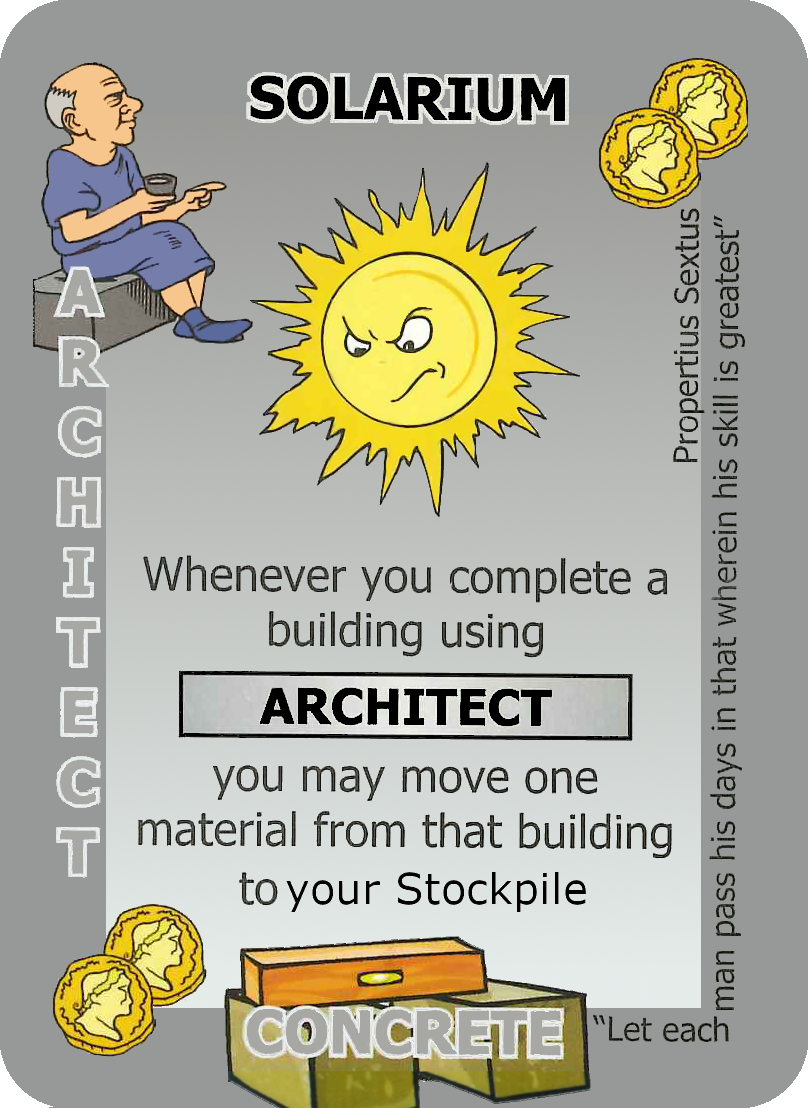 SOLARIUM
ARCHITECT
Whenever you complete a
building using
ARCHITECT
you may move one
material from that building
to your Stockpile
CONCRETE
“Let each
man pass his days in that wherein his skill is greatest”
Propertius Sextus